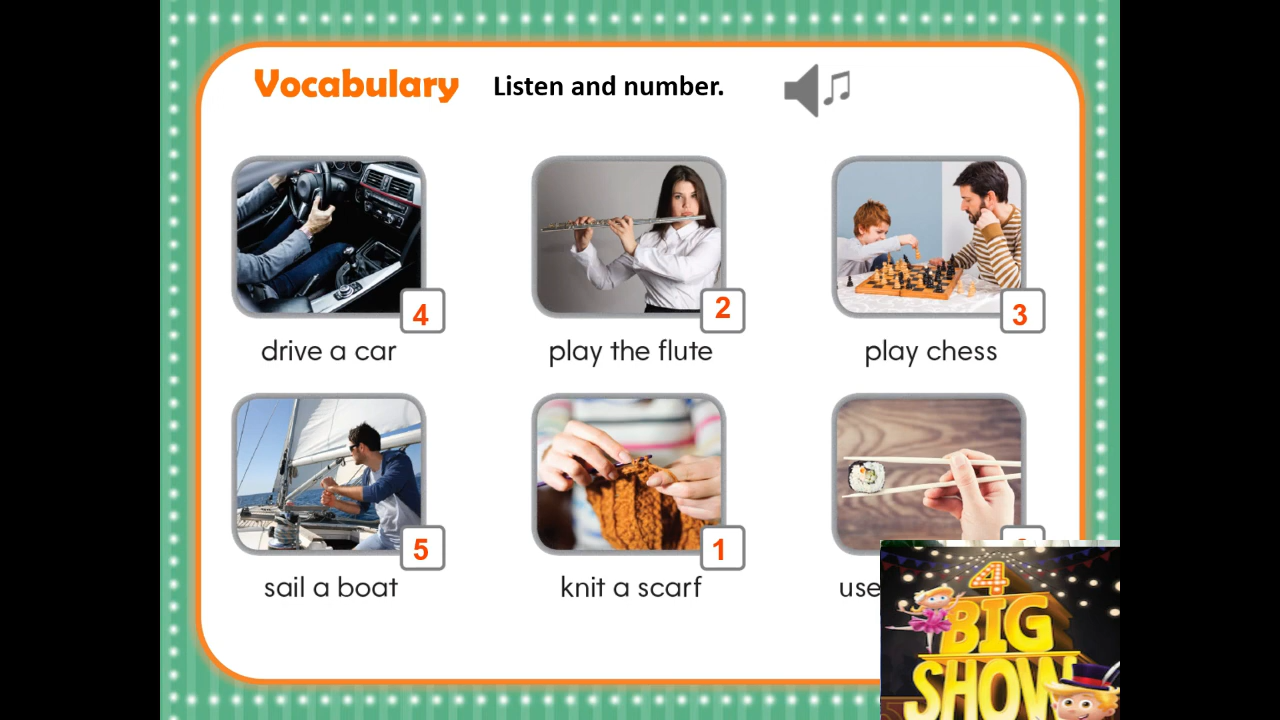 Vocabulary Listen and number.
4 2 3
drive a car play the flute play chess
5 1
sail a boat knit a scarf use
4
BIG
SHOW